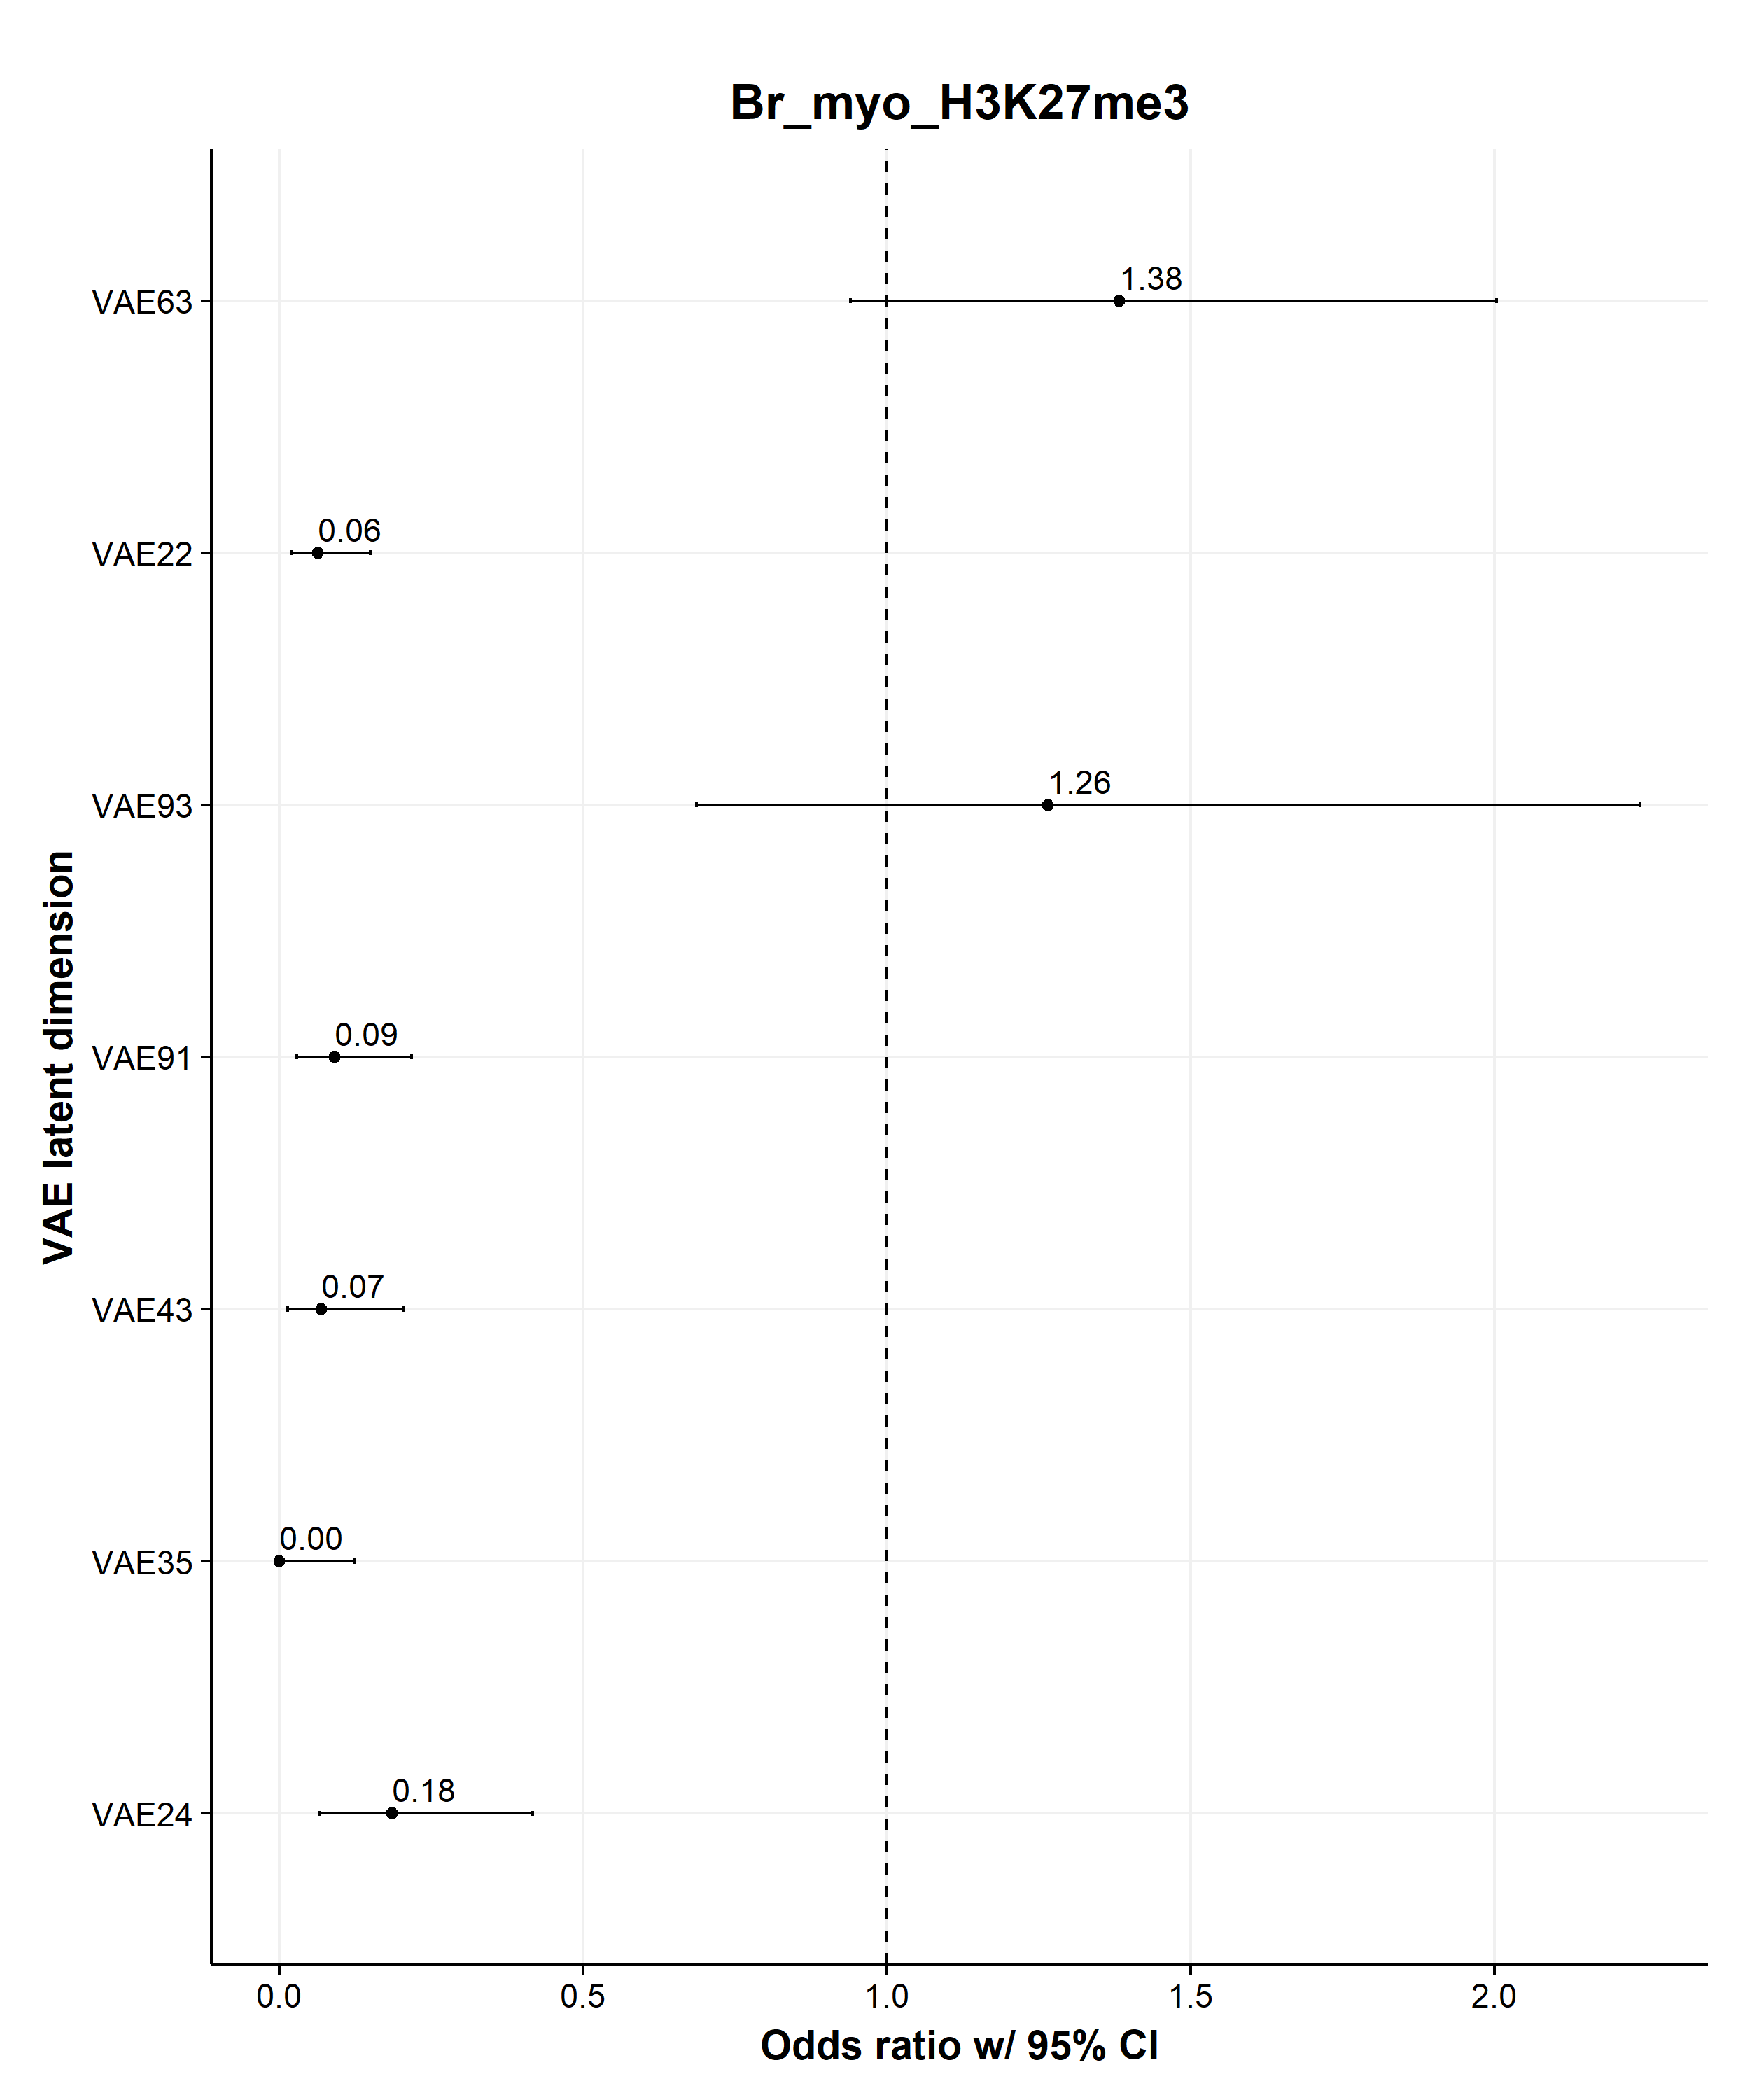 Br_myo_H3K27me3
VAE latent dimension
VAE63
1.38
VAE22
0.06
VAE93
1.26
VAE91
0.09
VAE43
0.07
VAE35
0.00
VAE24
0.18
0.0 0.5 1.0 1.5 2.0
Odds ratio w/ 95% CI